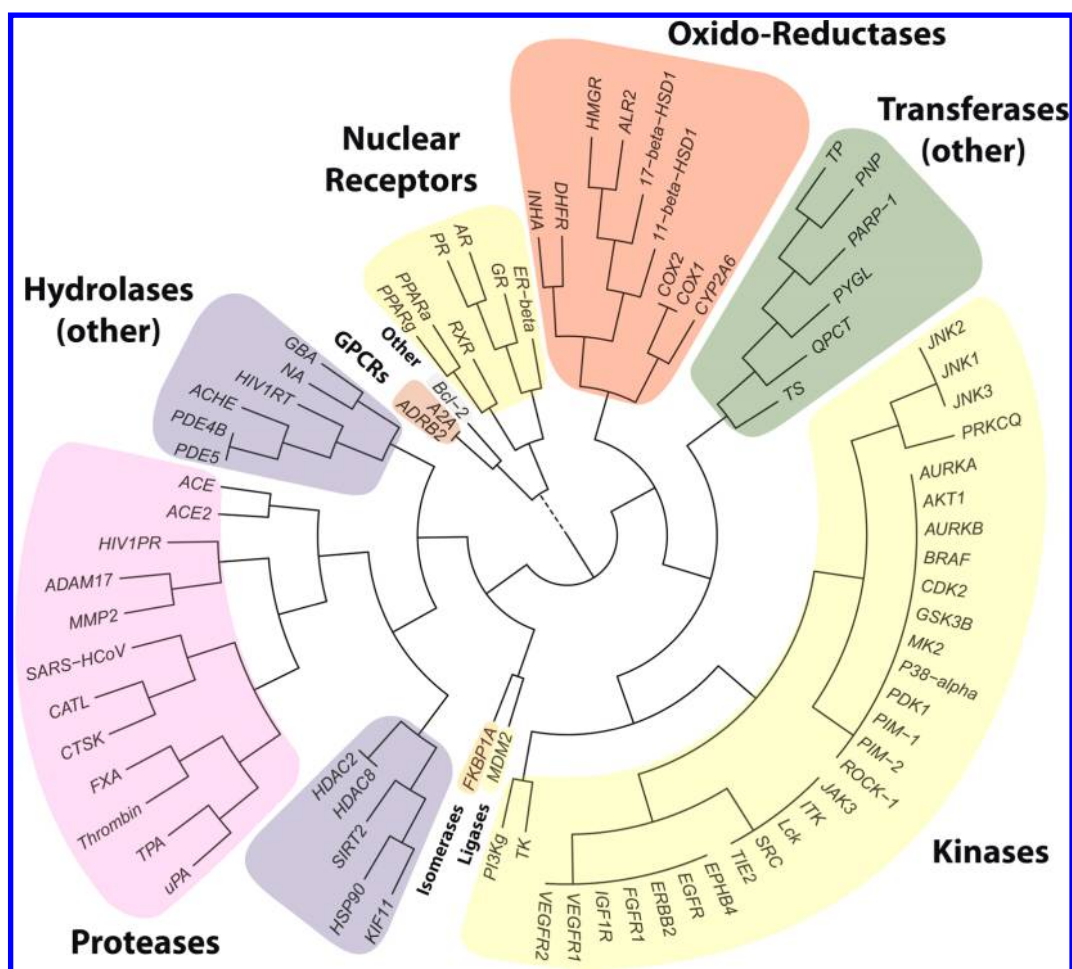 Oxido-Reductases
HMGR
ALR2
17-beta-HSD1
11-beta-HSD1
DHFR
INHA
COX2
COX1
CYP2A6
Transferases
(other)
TP
PNP
PARP-1
PYGL
QPCT
TS
Nuclear
Receptors
AR
PR
GR
ER-beta
PPARa
PPARg
RXR
Other
Bcl-2
GPCRs
A2A
ADRB2
Hydrolases
(other)
GBA
NA
HIV1RT
ACHE
PDE4B
PDE5
ACE
ACE2
HIV1PR
ADAM17
MMP2
SARS-HCoV
CATL
CTSK
FXA
Thrombin
TPA
uPA
Proteases
HDAC2
HDAC8
SIRT2
HSP90
KIF11
Isomerases
FKBP1A
Ligases
MDM2
JNK2
JNK1
JNK3
PRKCQ
AURKA
AKT1
AURKB
BRAF
CDK2
GSK3B
MK2
P38-alpha
PDK1
PIM-1
PIM-2
ROCK-1
JAK3
ITK
Lck
SRC
TIE2
EPHB4
EGFR
ERBB2
FGFR1
IGF1R
VEGFR1
VEGFR2
TK
PI3Kg
Kinases